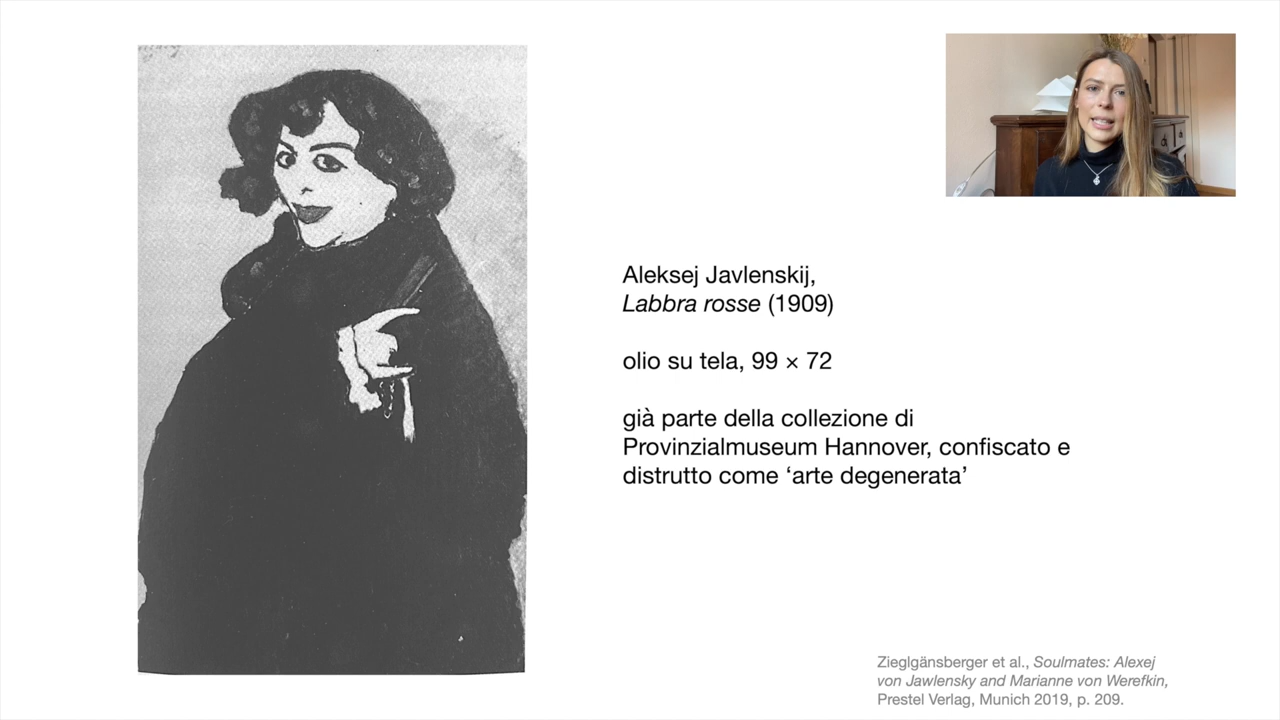 Aleksej Javlenskij,
Labbra rosse (1909)
olio su tela, 99 × 72
già parte della collezione di
Provinzialmuseum Hannover, confiscato e
distrutto come ‘arte degenerata’
Zieglgänsberger et al., Soulmates: Alexej
von Jawlensky and Marianne von Werefkin,
Prestel Verlag, Munich 2019, p. 209.